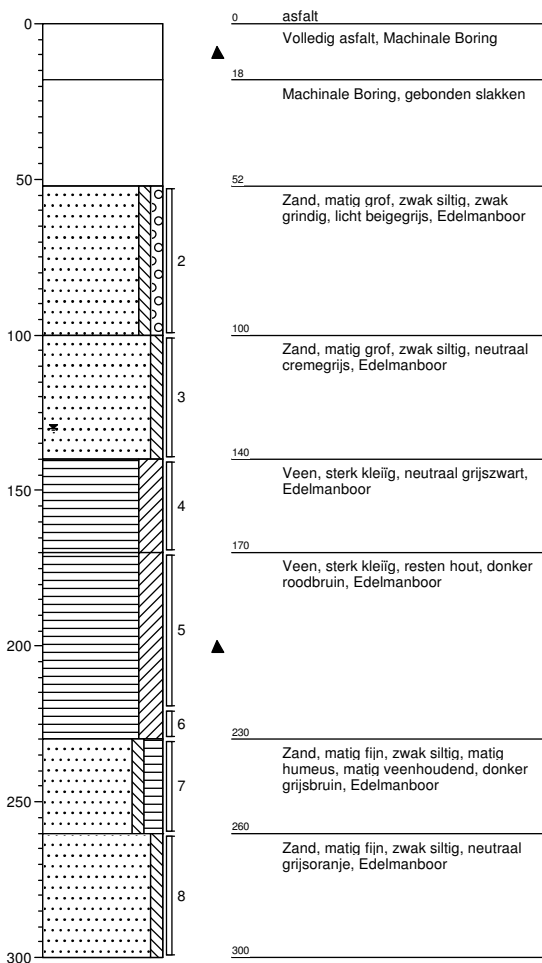 0
50
100
150
200
250
300
2
3
4
5
6
7
8
0 asfalt
Volledig asfalt, Machinale Boring
18
Machinale Boring, gebonden slakken
52
Zand, matig grof, zwak siltig, zwak
grindig, licht beigegrijs, Edelmanboor
100
Zand, matig grof, zwak siltig, neutraal
cremegrijs, Edelmanboor
140
Veen, sterk kleiïg, neutraal grijszwart,
Edelmanboor
170
Veen, sterk kleiïg, resten hout, donker
roodbruin, Edelmanboor
230
Zand, matig fijn, zwak siltig, matig
humeus, matig veenhoudend, donker
grijsbruin, Edelmanboor
260
Zand, matig fijn, zwak siltig, neutraal
grijsoranje, Edelmanboor
300